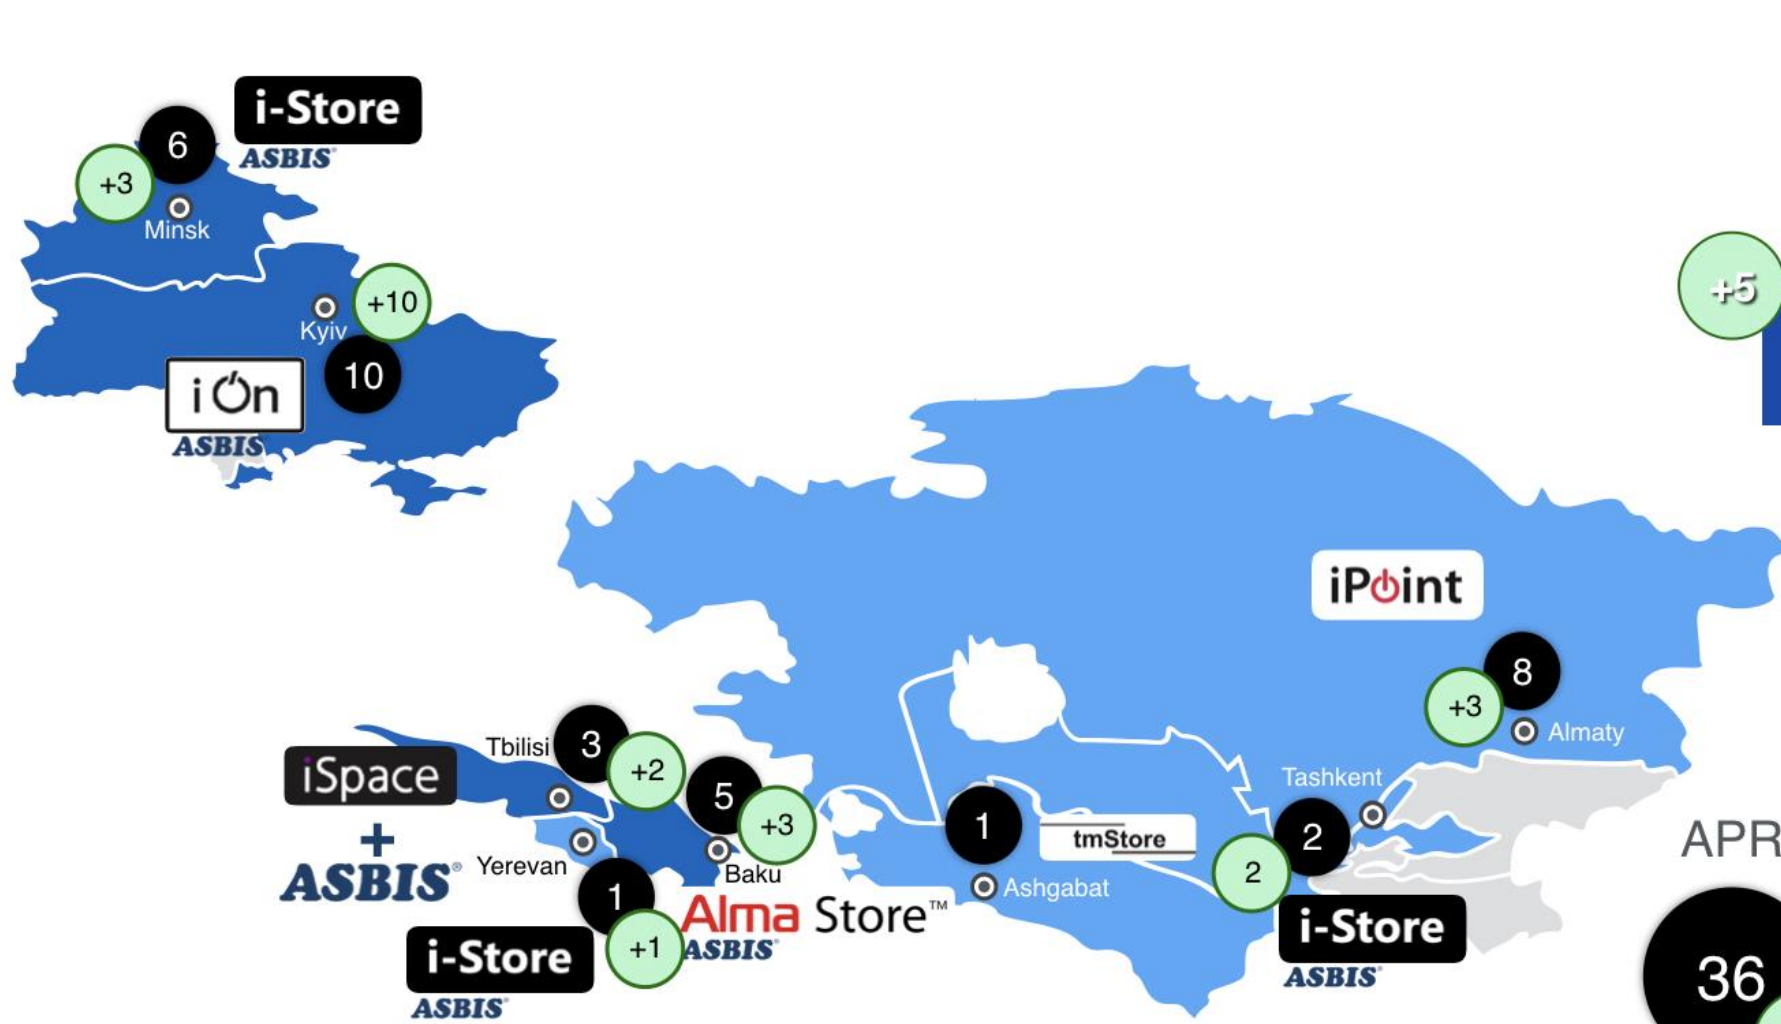 i-Store
ASBIS®
6
+3
Minsk
+10
Kyiv
10
i On
ASBIS
+5
iPoint
8
+3
Almaty
Tbilisi
3
+2
iSpace
+
ASBIS®
5
+3
Yerevan
Baku
1
+1
Alma Store™
ASBIS®
i-Store
ASBIS®
1
tmStore
Ashgabat
Tashkent
2
2
i-Store
ASBIS®
APR
36